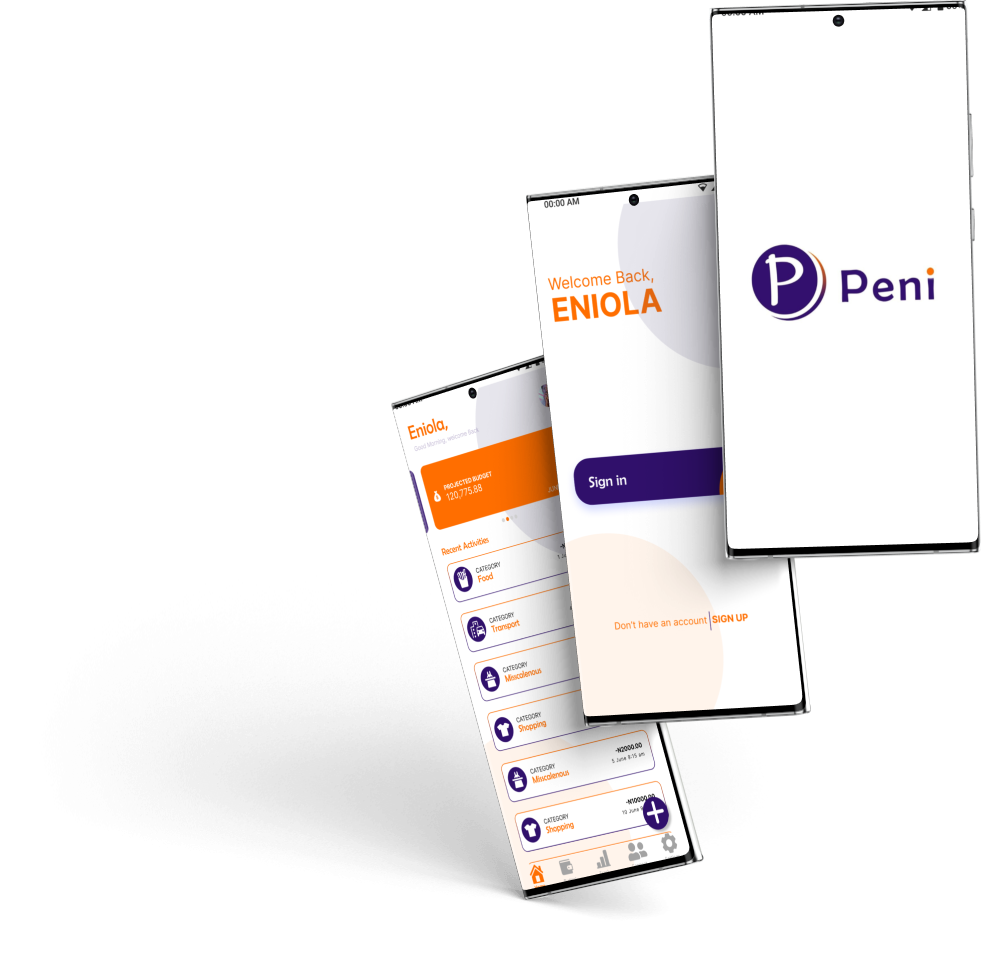 Peni
00:00 AM
Welcome Back,
ENIOLA
Sign in
Don't have an account
SIGN UP
Eniola,
Good Morning, welcome Back
PROJECTED BUDGET
120,775.88
Recent Activities
CATEGORY
Food
CATEGORY
Transport
CATEGORY
Miscalenous
CATEGORY
Shopping
CATEGORY
Miscalenous
-N2000.00
5 June 8:15 am
CATEGORY
Shopping
-N10000.00
10 June